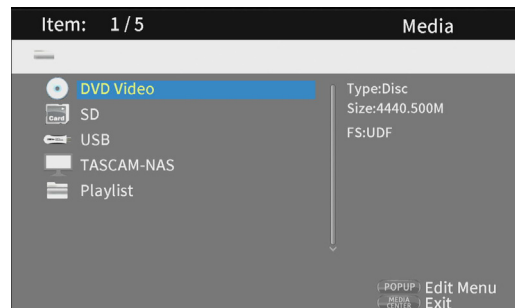 Item: 1/5
Media
DVD Video
SD
USB
TASCAM-NAS
Playlist
Type:Disc
Size:4440.500M
FS:UDF
Card
POPUP Edit Menu
MEDIA CENTER Exit